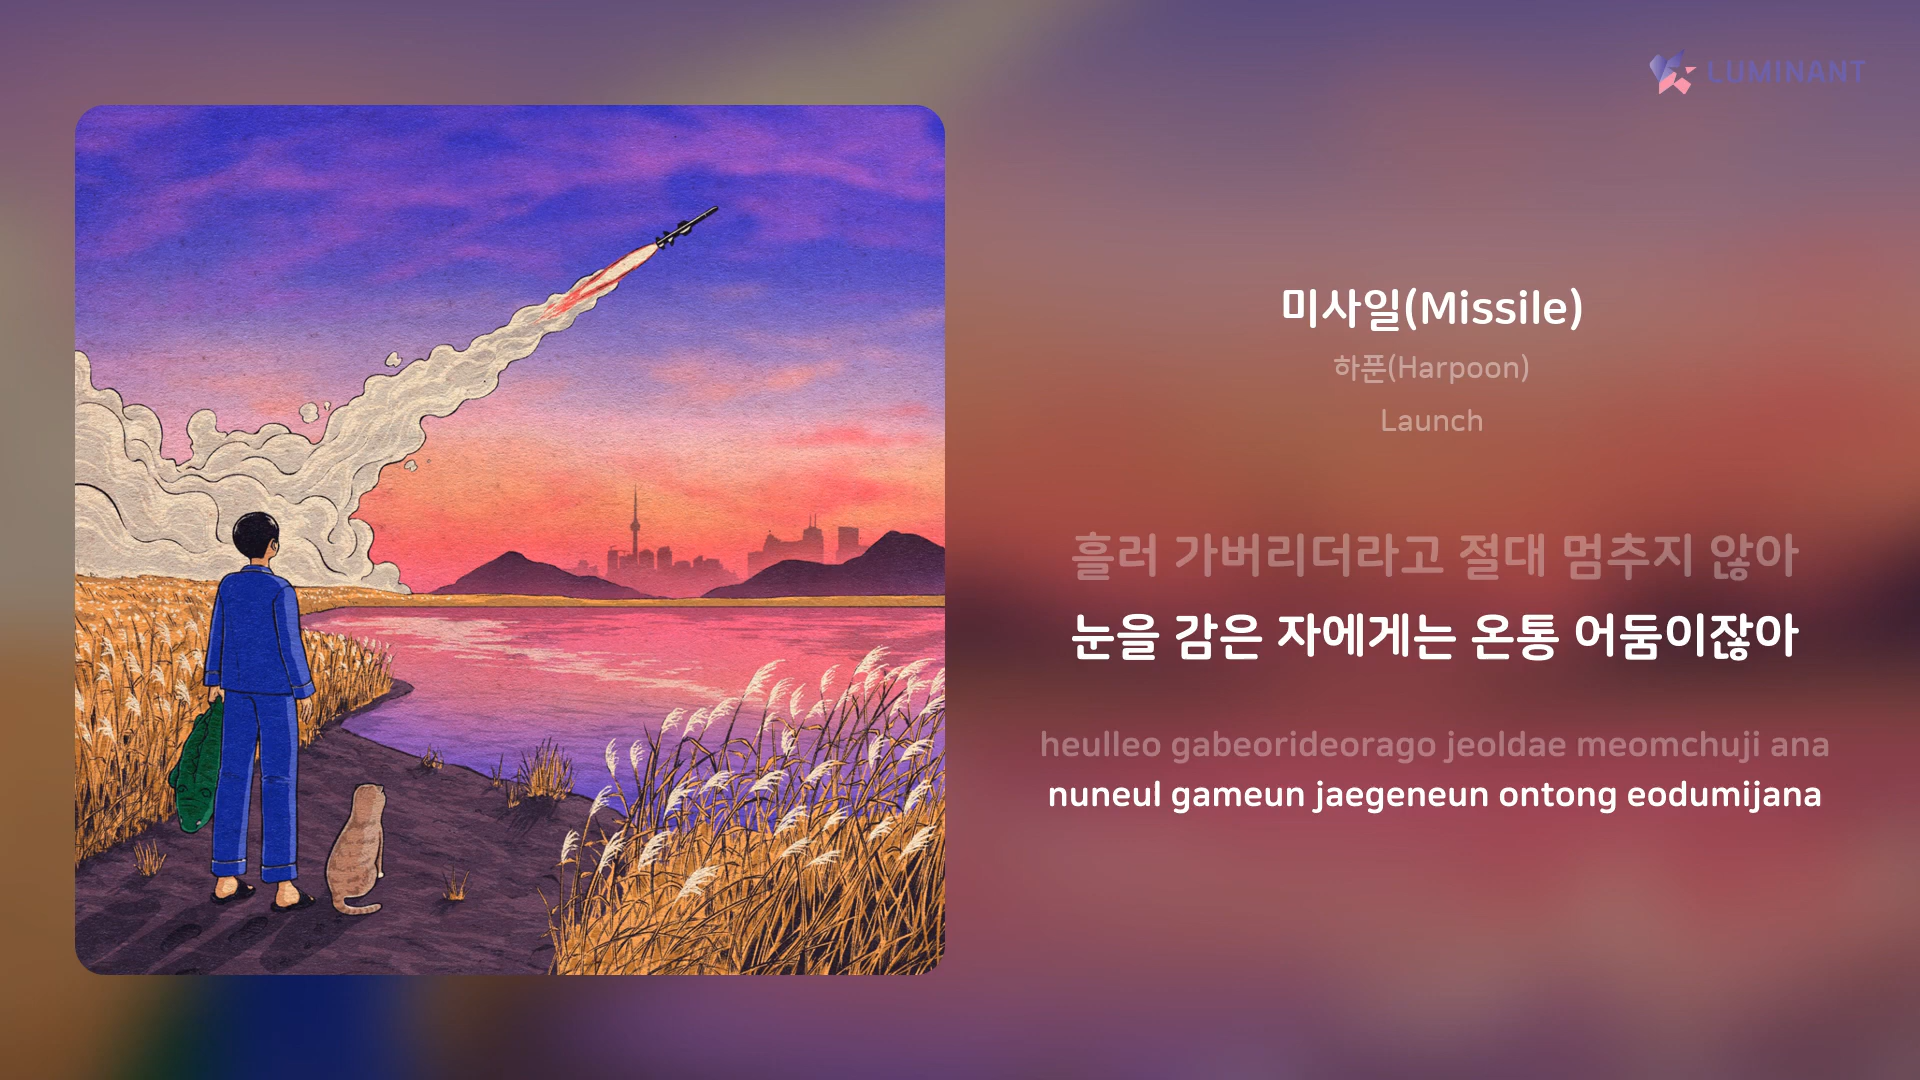 LUMINANT
미사일(Missile)
하푼(Harpoon)
Launch
흘러 가버리더라고 절대 멈추지 않아
눈을 감은 자에게는 온통 어둠이잖아
heulleo gabeorideorago jeoldae meomchuji ana
nuneul gameun jaegeneun ontong eodumijana